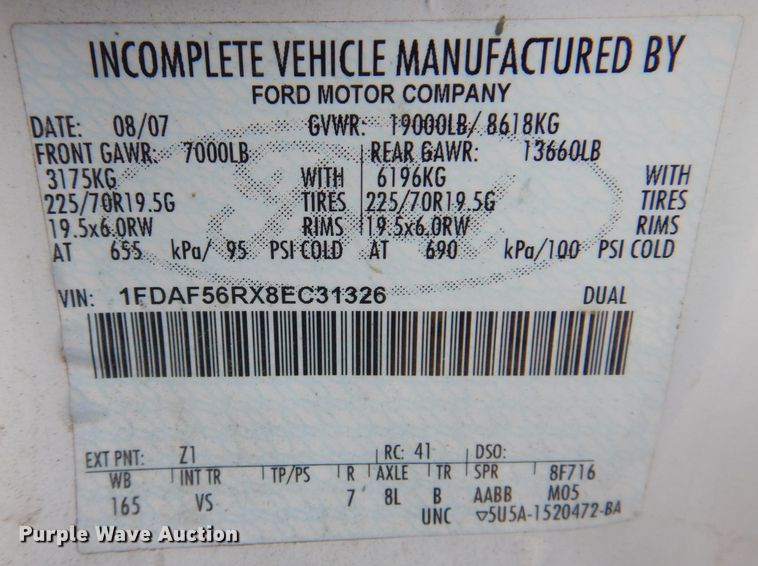 INCOMPLETE VEHICLE MANUFACTURED BY
FORD MOTOR COMPANY
DATE: 08/07 GVWR: 19000LB/ 8618KG
FRONT GAWR: 7000LB REAR GAWR: 13660LB
3175KG WITH 6196KG WITH
225/70R19.5G TIRES 225/70R19.5G TIRES
19.5x6.0RW RIMS 19.5x6.0RW RIMS
AT 655 kPa/ 95 PSI COLD AT 690 kPa/100 PSI COLD
VIN: 1FDAF56RX8EC31326 DUAL
EXT PNT: Z1 RC: 41 DSO:
WB INT TR TP/PS R AXLE TR SPR 8F716
165 VS 7 8L B AABB M05
UNC ▽5U5A-1520472-BA
Purple Wave Auction